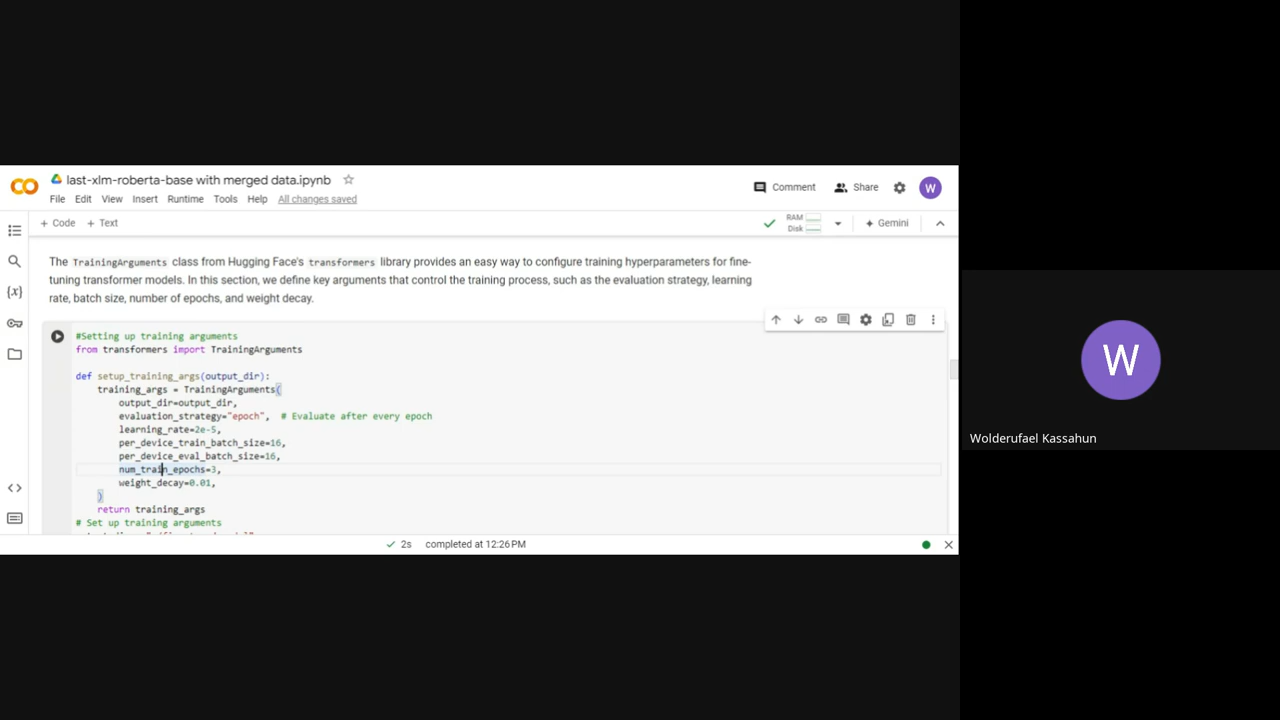 last-xlm-roberta-base with merged data.ipynb
File Edit View Insert Runtime Tools Help All changes saved
Comment Share W
+ Code + Text
RAM
Disk
Gemini
The TrainingArguments class from Hugging Face's transformers library provides an easy way to configure training hyperparameters for fine-
tuning transformer models. In this section, we define key arguments that control the training process, such as the evaluation strategy, learning
rate, batch size, number of epochs, and weight decay.
#Setting up training arguments
from transformers import TrainingArguments
def setup_training_args(output_dir):
training_args = TrainingArguments(
output_dir=output_dir,
evaluation_strategy="epoch", # Evaluate after every epoch
learning_rate=2e-5,
per_device_train_batch_size=16,
per_device_eval_batch_size=16,
num_train_epochs=3,
weight_decay=0.01,
)
return training_args
# Set up training arguments
2s completed at 12:26 PM
W
Wolderufael Kassahun